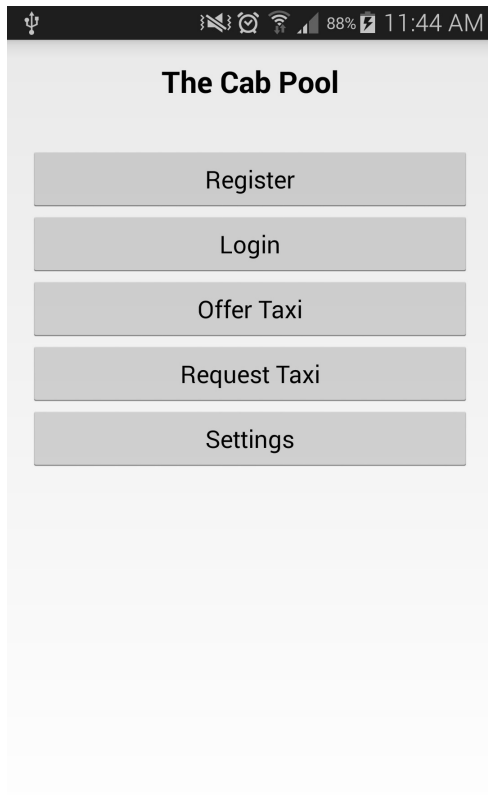 88% 11:44 AM
The Cab Pool
Register
Login
Offer Taxi
Request Taxi
Settings